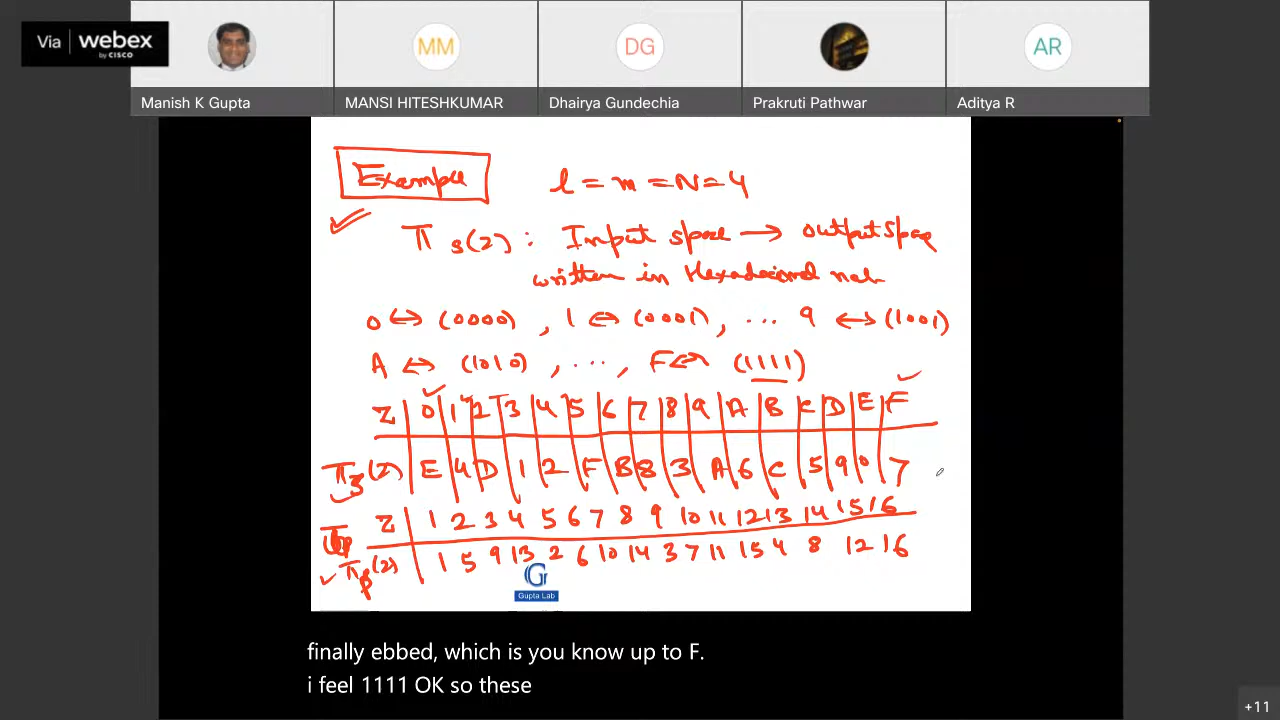 Via webex
by CISCO
MM DG AR
Manish K Gupta MANSI HITESHKUMAR Dhairya Gundechia Prakruti Pathwar Aditya R
Example l = m = N = 4
π s(z) : Input space → output space
written in Hexadecimal
0 ↔ (0000) , 1 ↔ (0001) , ... 9 ↔ (1001)
A ↔ (1010) , ... , F ↔ (1111)
Z | 0 | 1 | 2 | 3 | 4 | 5 | 6 | 7 | 8 | 9 | A | B | C | D | E | F
π s(z) | E | 4 | D | 1 | 2 | F | B | 8 | 3 | A | 6 | C | 5 | 9 | 0 | 7
Z | 1 2 3 4 5 6 7 8 9 10 11 12 13 14 15 16
π p(z) | 1 5 9 13 2 6 10 14 3 7 11 15 4 8 12 16
G
Gupta Lab
finally ebbed, which is you know up to F.
i feel 1111 OK so these
+11